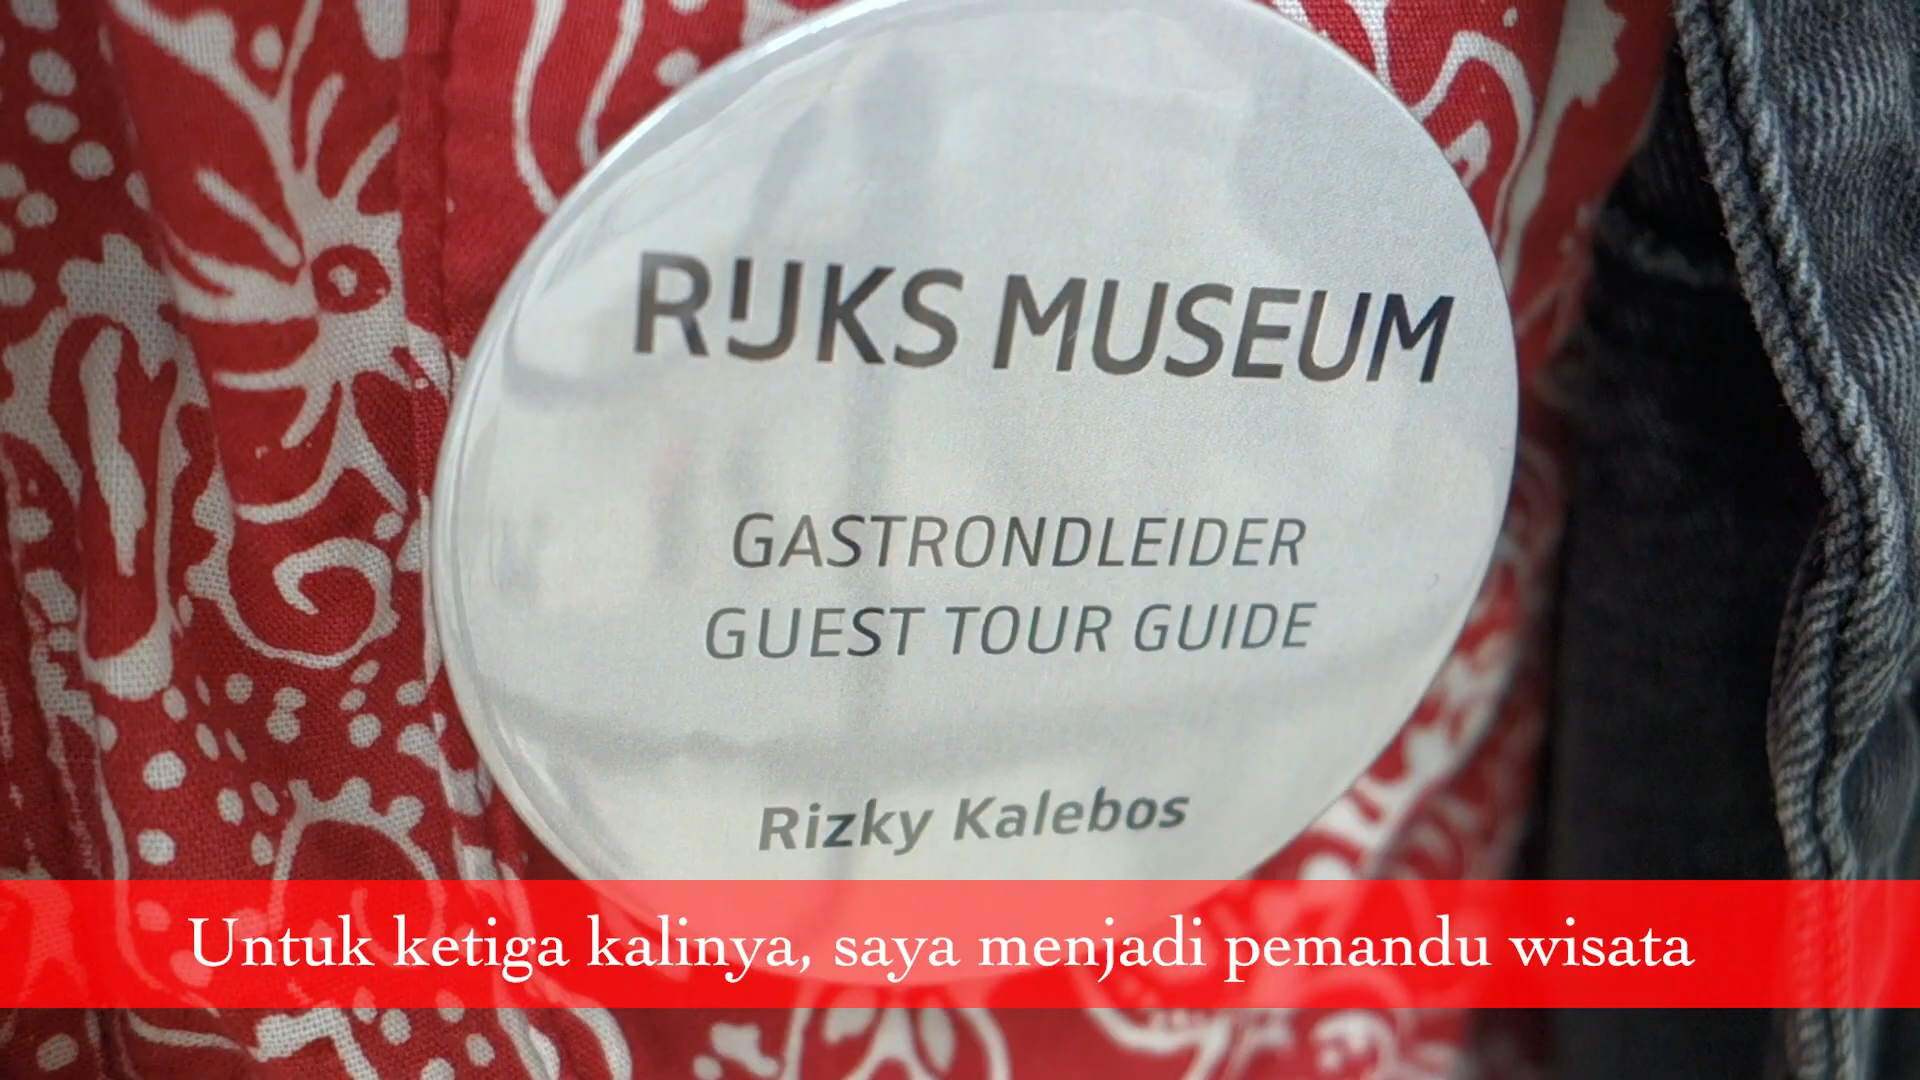 RIJKS MUSEUM
GASTRONDLEIDER
GUEST TOUR GUIDE
Rizky Kalebos
Untuk ketiga kalinya, saya menjadi pemandu wisata